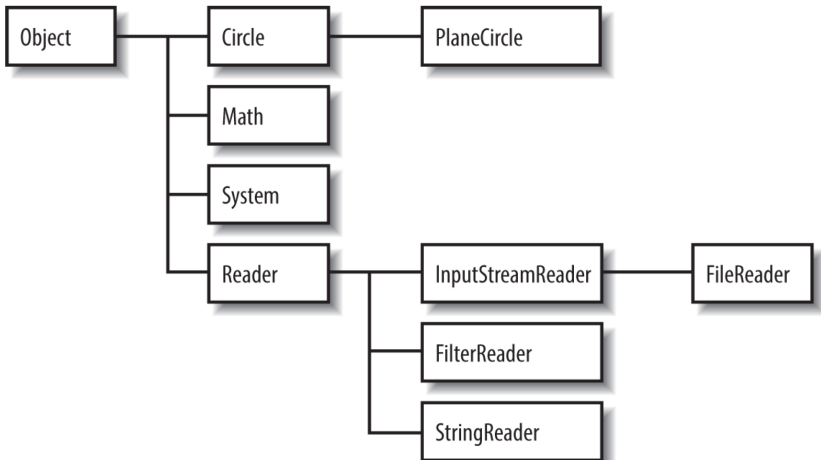 Object
Circle
PlaneCircle
Math
System
Reader
InputStreamReader
FileReader
FilterReader
StringReader